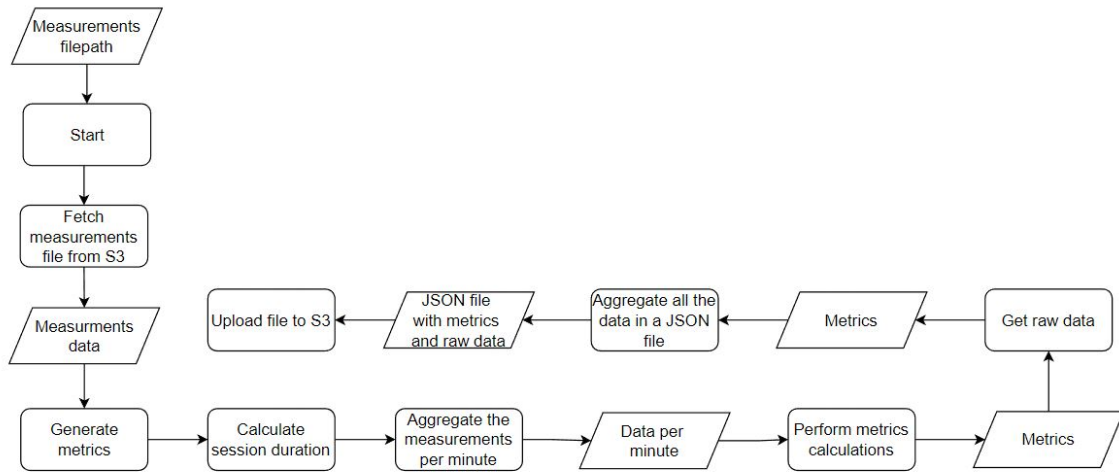 Measurements
filepath
Start
Fetch
measurements
file from S3
Measurments
data
Generate
metrics
Calculate
session duration
Aggregate the
measurements
per minute
Data per
minute
Perform metrics
calculations
Metrics
Get raw data
Metrics
Aggregate all the
data in a JSON
file
JSON file
with metrics
and raw data
Upload file to S3